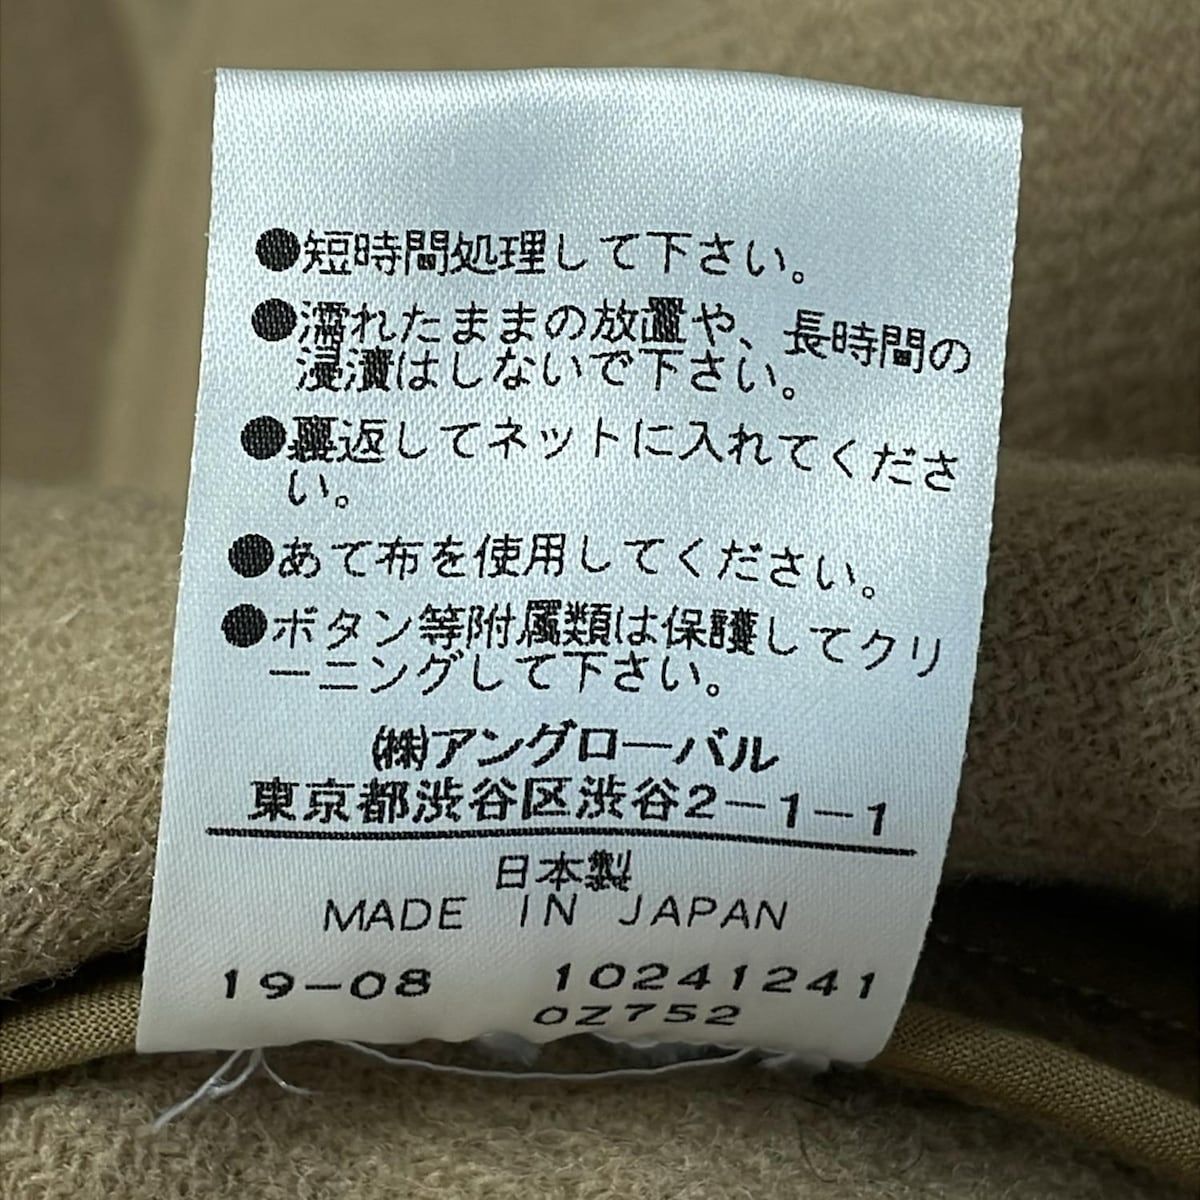 ●短時間処理して下さい。
●濡れたままの放置や、長時間の
浸漬はしないで下さい。
●裏返してネットに入れてくださ
い。
●あて布を使用してください。
●ボタン等附属類は保護してクリ
ーニングして下さい。
(株)アングローバル
東京都渋谷区渋谷2-1-1
日本製
MADE IN JAPAN
19-08 10241241
OZ752